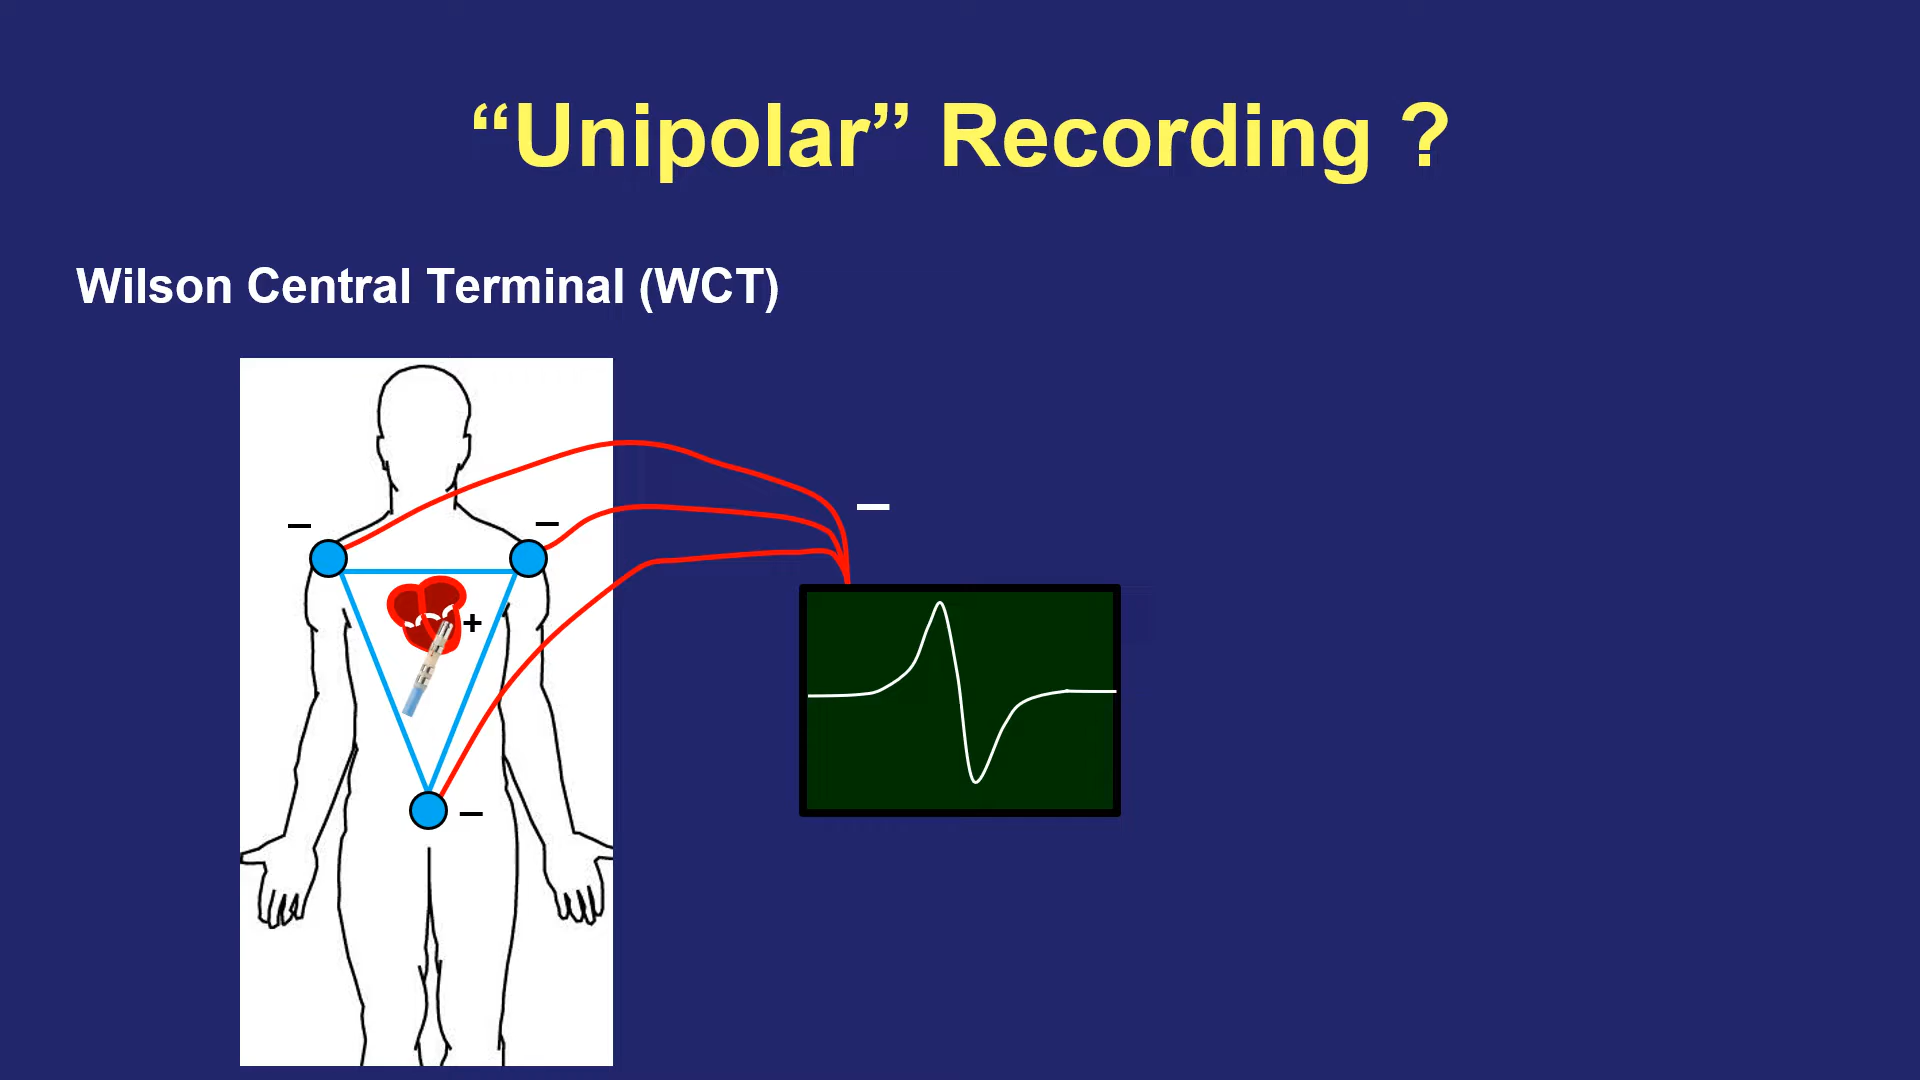 “Unipolar” Recording ?
Wilson Central Terminal (WCT)
–
– –
+
–